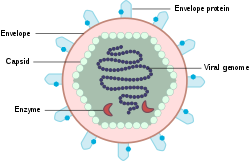 Envelope protein
Envelope
Capsid
Viral genome
Enzyme